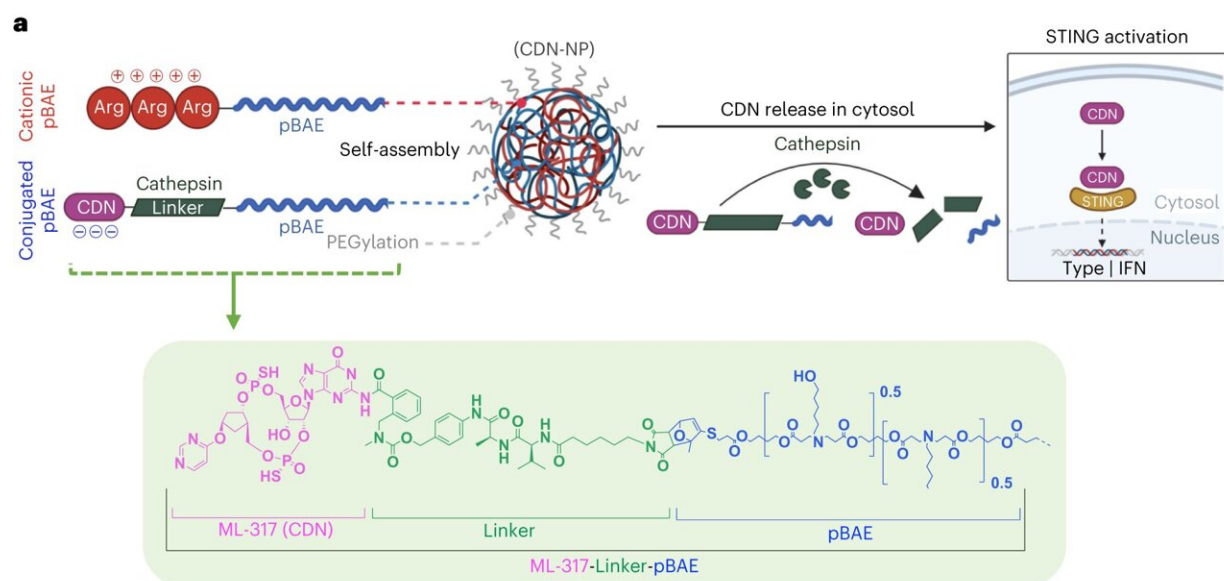 a
Cationic
pBAE
⊕ ⊕ ⊕ ⊕ ⊕
Arg Arg Arg
pBAE
(CDN-NP)
Self-assembly
Conjugated
pBAE
CDN
⊖⊖⊖
Cathepsin
Linker
pBAE
PEGylation
CDN release in cytosol
Cathepsin
CDN
CDN
STING activation
CDN
CDN
STING
Cytosol
Nucleus
Type | IFN
O
SH
O
P
O
O
N
N
N
N
H
N
H
O
HO
O
O
P
O
HS
O
O
N
N
O
N
O
O
H
N
O
N
H
O
H
N
O
O
N
O
O
S
O
O
HO
0.5
O
O
N
O
O
O
O
N
O
O
0.5
O
O
ML-317 (CDN)
Linker
pBAE
ML-317-Linker-pBAE